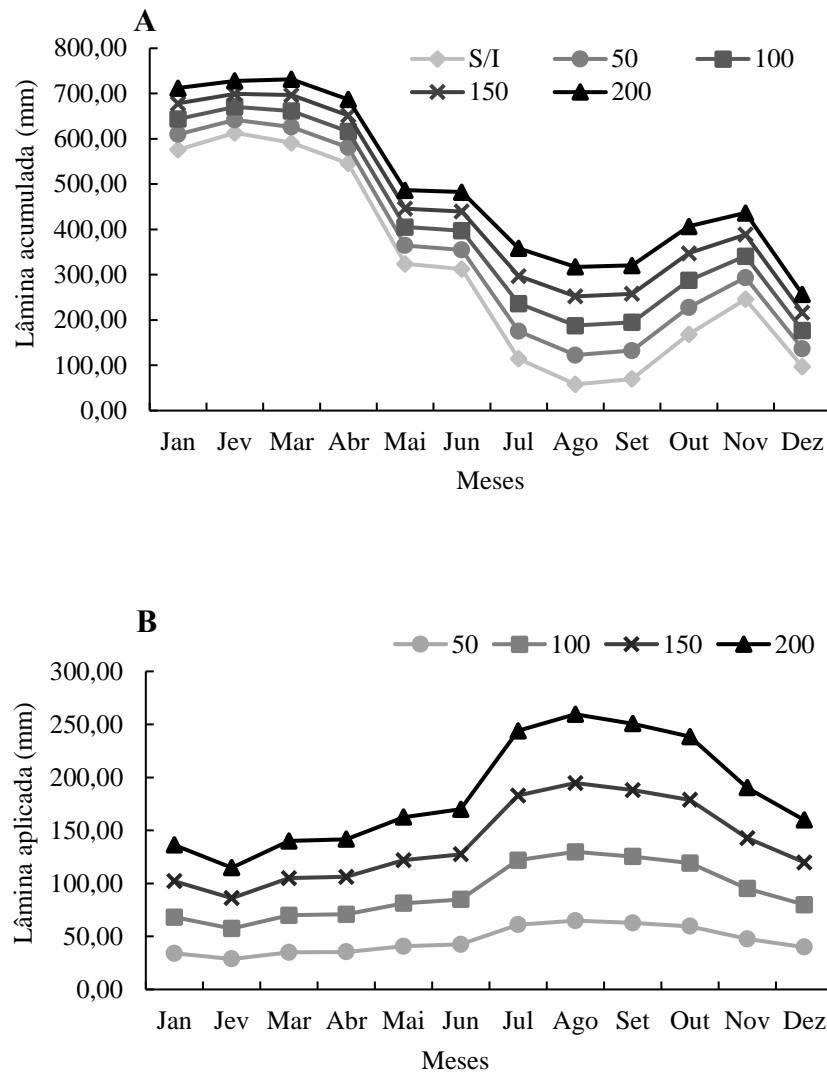 A
S/I 50 100
150 200
Lâmina acumulada (mm)
800,00
700,00
600,00
500,00
400,00
300,00
200,00
100,00
0,00
Jan Jev Mar Abr Mai Jun Jul Ago Set Out Nov Dez
Meses
B
50 100 150 200
Lâmina aplicada (mm)
300,00
250,00
200,00
150,00
100,00
50,00
0,00
Jan Jev Mar Abr Mai Jun Jul Ago Set Out Nov Dez
Meses